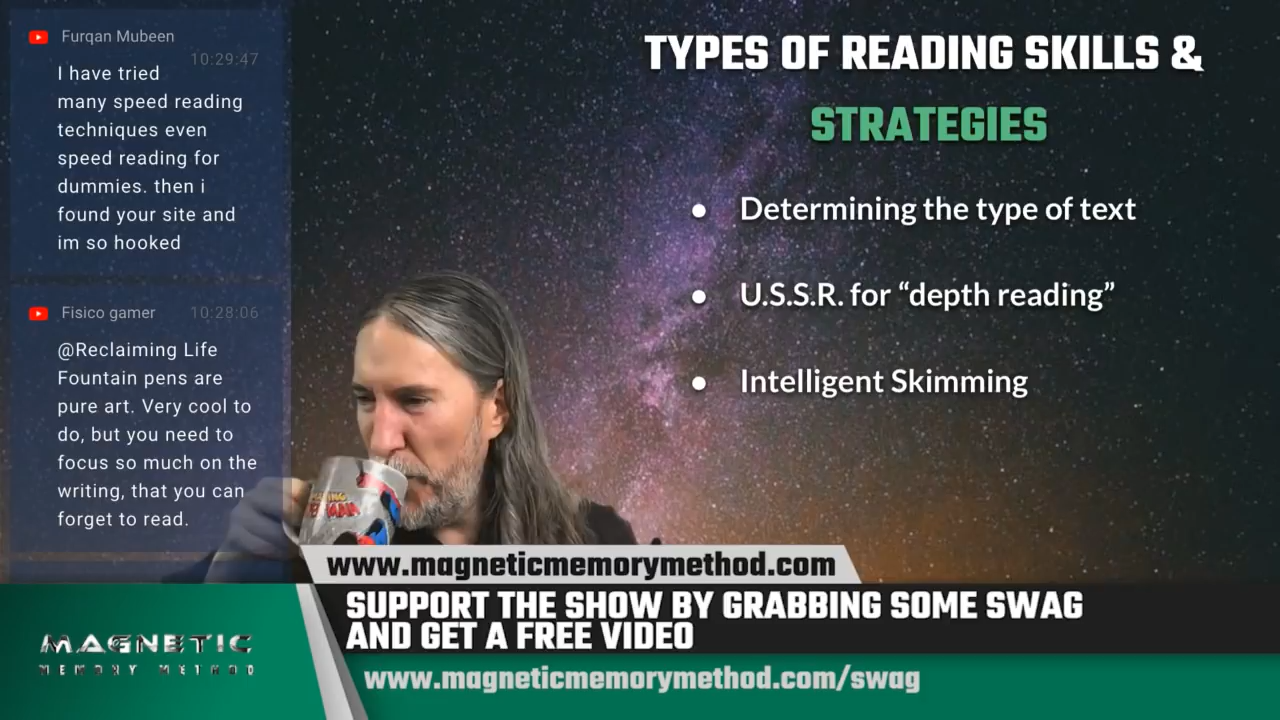 Furqan Mubeen
10:29:47
I have tried
many speed reading
techniques even
speed reading for
dummies. then i
found your site and
im so hooked
Fisico gamer 10:28:06
@Reclaiming Life
Fountain pens are
pure art. Very cool to
do, but you need to
focus so much on the
writing, that you can
forget to read.
TYPES OF READING SKILLS &
STRATEGIES
● Determining the type of text
● U.S.S.R. for “depth reading”
● Intelligent Skimming
www.magneticmemorymethod.com
SUPPORT THE SHOW BY GRABBING SOME SWAG
AND GET A FREE VIDEO
www.magneticmemorymethod.com/swag
MAGNETIC
MEMORY METHOD